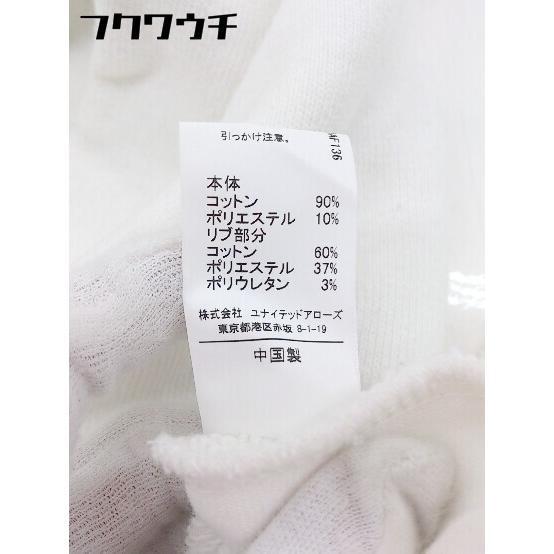 フクワウチ
引っかけ注意。
本体
コットン 90%
ポリエステル 10%
リブ部分
コットン 60%
ポリエステル 37%
ポリウレタン 3%
株式会社 ユナイテッドアローズ
東京都港区赤坂 8-1-19
中国製